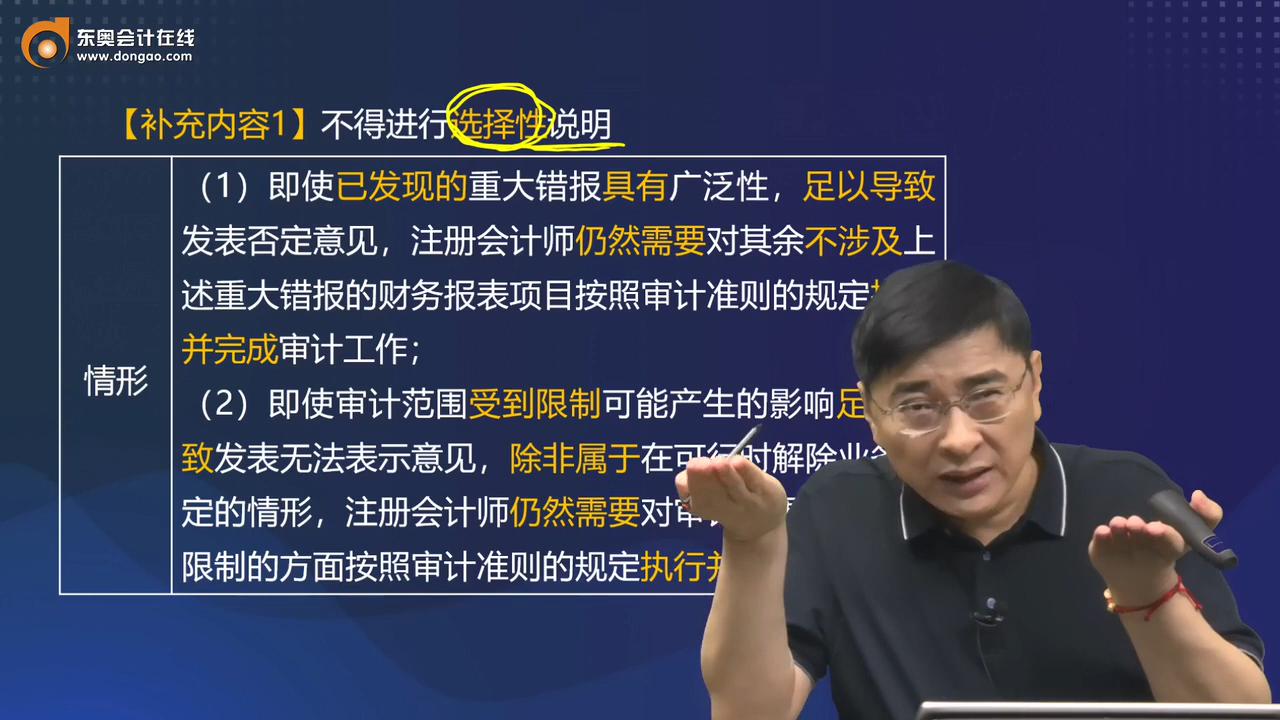 东奥会计在线
www.dongao.com
【补充内容1】不得进行选择性说明
情形
（1）即使已发现的重大错报具有广泛性，足以导致
发表否定意见，注册会计师仍然需要对其余不涉及上
述重大错报的财务报表项目按照审计准则的规定
并完成审计工作；
（2）即使审计范围受到限制可能产生的影响足
致发表无法表示意见，除非属于在可行时解除业
定的情形，注册会计师仍然需要对审
限制的方面按照审计准则的规定执行